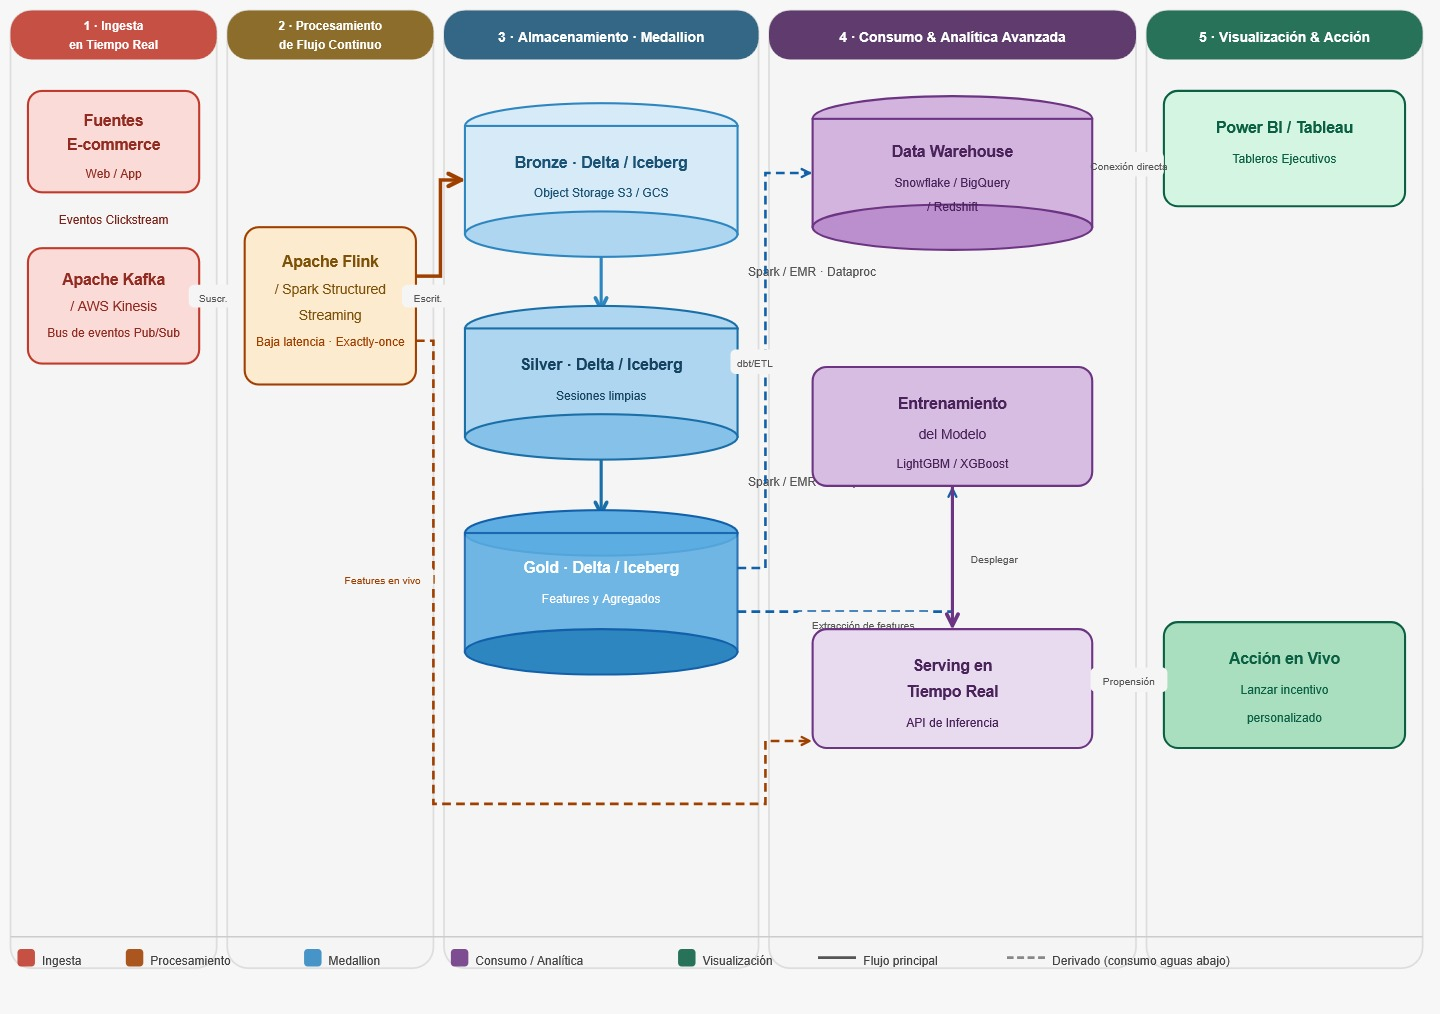 1 · Ingesta
en Tiempo Real
2 · Procesamiento
de Flujo Continuo
3 · Almacenamiento · Medallion
4 · Consumo & Analítica Avanzada
5 · Visualización & Acción
Fuentes
E-commerce
Web / App
Eventos Clickstream
Apache Kafka
/ AWS Kinesis
Bus de eventos Pub/Sub
Suscr.
Apache Flink
/ Spark Structured
Streaming
Baja latencia · Exactly-once
Escrit.
Features en vivo
Bronze · Delta / Iceberg
Object Storage S3 / GCS
Spark / EMR · Dataproc
Silver · Delta / Iceberg
Sesiones limpias
dbt/ETL
Spark / EMR
Gold · Delta / Iceberg
Features y Agregados
Extracción de features
Data Warehouse
Snowflake / BigQuery
/ Redshift
Conexión directa
Entrenamiento
del Modelo
LightGBM / XGBoost
Desplegar
Serving en
Tiempo Real
API de Inferencia
Propensión
Power BI / Tableau
Tableros Ejecutivos
Acción en Vivo
Lanzar incentivo
personalizado
Ingesta
Procesamiento
Medallion
Consumo / Analítica
Visualización
Flujo principal
Derivado (consumo aguas abajo)